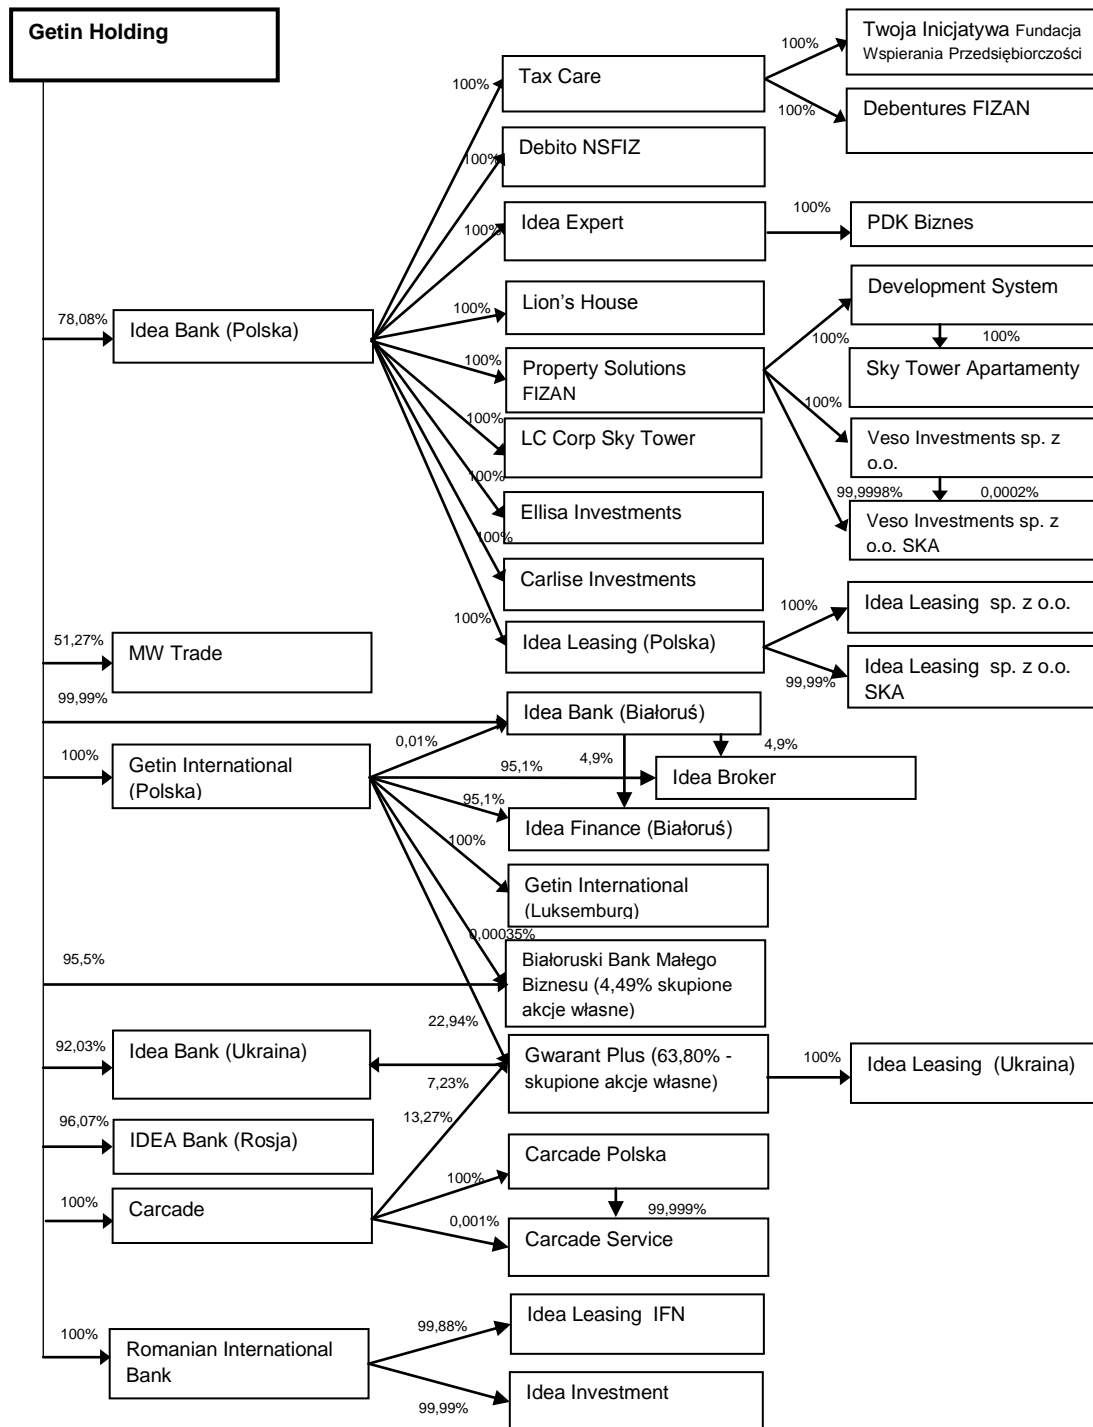 Getin Holding
Twoja Inicjatywa Fundacja
Wspierania Przedsiębiorczości
100%
100%
Tax Care
100%
Debentures FIZAN
Debito NSFIZ
100%
100%
Idea Expert
100%
PDK Biznes
100%
Lion's House
100%
Development System
78,08%
Idea Bank (Polska)
100%
100%
100%
Property Solutions
FIZAN
Sky Tower Apartamenty
100%
100%
LC Corp Sky Tower
Veso Investments sp. z
o.o.
100%
99,9998%
0,0002%
Ellisa Investments
Veso Investments sp. z
o.o. SKA
100%
Carlise Investments
100%
100%
Idea Leasing sp. z o.o.
51,27%
MW Trade
Idea Leasing (Polska)
99,99%
Idea Leasing sp. z o.o.
SKA
99,99%
Idea Bank (Białoruś)
0,01%
4,9%
4,9%
100%
Getin International
(Polska)
95,1%
Idea Broker
95,1%
Idea Finance (Białoruś)
100%
Getin International
(Luksemburg)
0,00035%
95,5%
Białoruski Bank Małego
Biznesu (4,49% skupione
akcje własne)
22,94%
92,03%
Idea Bank (Ukraina)
7,23%
Gwarant Plus (63,80% -
skupione akcje własne)
100%
Idea Leasing (Ukraina)
13,27%
96,07%
IDEA Bank (Rosja)
Carcade Polska
100%
100%
Carcade
99,999%
0,001%
Carcade Service
Idea Leasing IFN
99,88%
100%
Romanian International
Bank
99,99%
Idea Investment